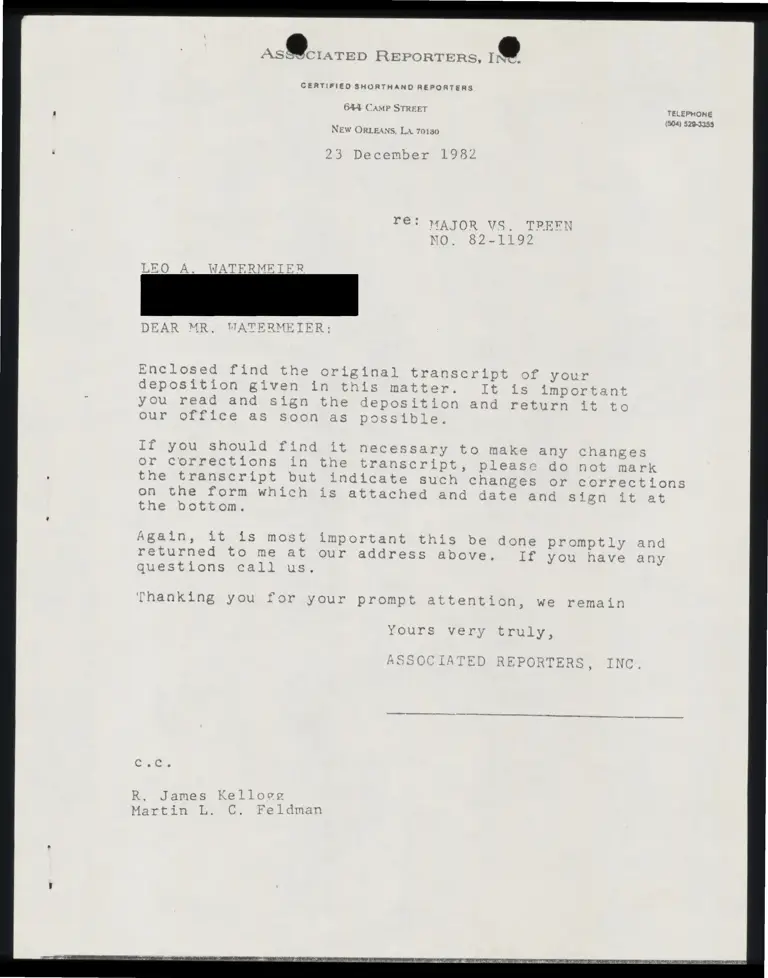 ASSOCIATED REPORTERS, INC.
CERTIFIED SHORTHAND REPORTERS
644 CAMP STREET
NEW ORLEANS, LA. 70130
TELEPHONE
(504) 529-3355
23 December 1982
re: MAJOR VS. TREEN
NO. 82-1192
LEO A. WATERMEIER
DEAR MR. WATERMEIER:
Enclosed find the original transcript of your
deposition given in this matter. It is important
you read and sign the deposition and return it to
our office as soon as possible.
If you should find it necessary to make any changes
or corrections in the transcript, please do not mark
the transcript but indicate such changes or corrections
on the form which is attached and date and sign it at
the bottom.
Again, it is most important this be done promptly and
returned to me at our address above. If you have any
questions call us.
Thanking you for your prompt attention, we remain
Yours very truly,
ASSOCIATED REPORTERS, INC.
c.c.
R. James Kellogg
Martin L. C. Feldman